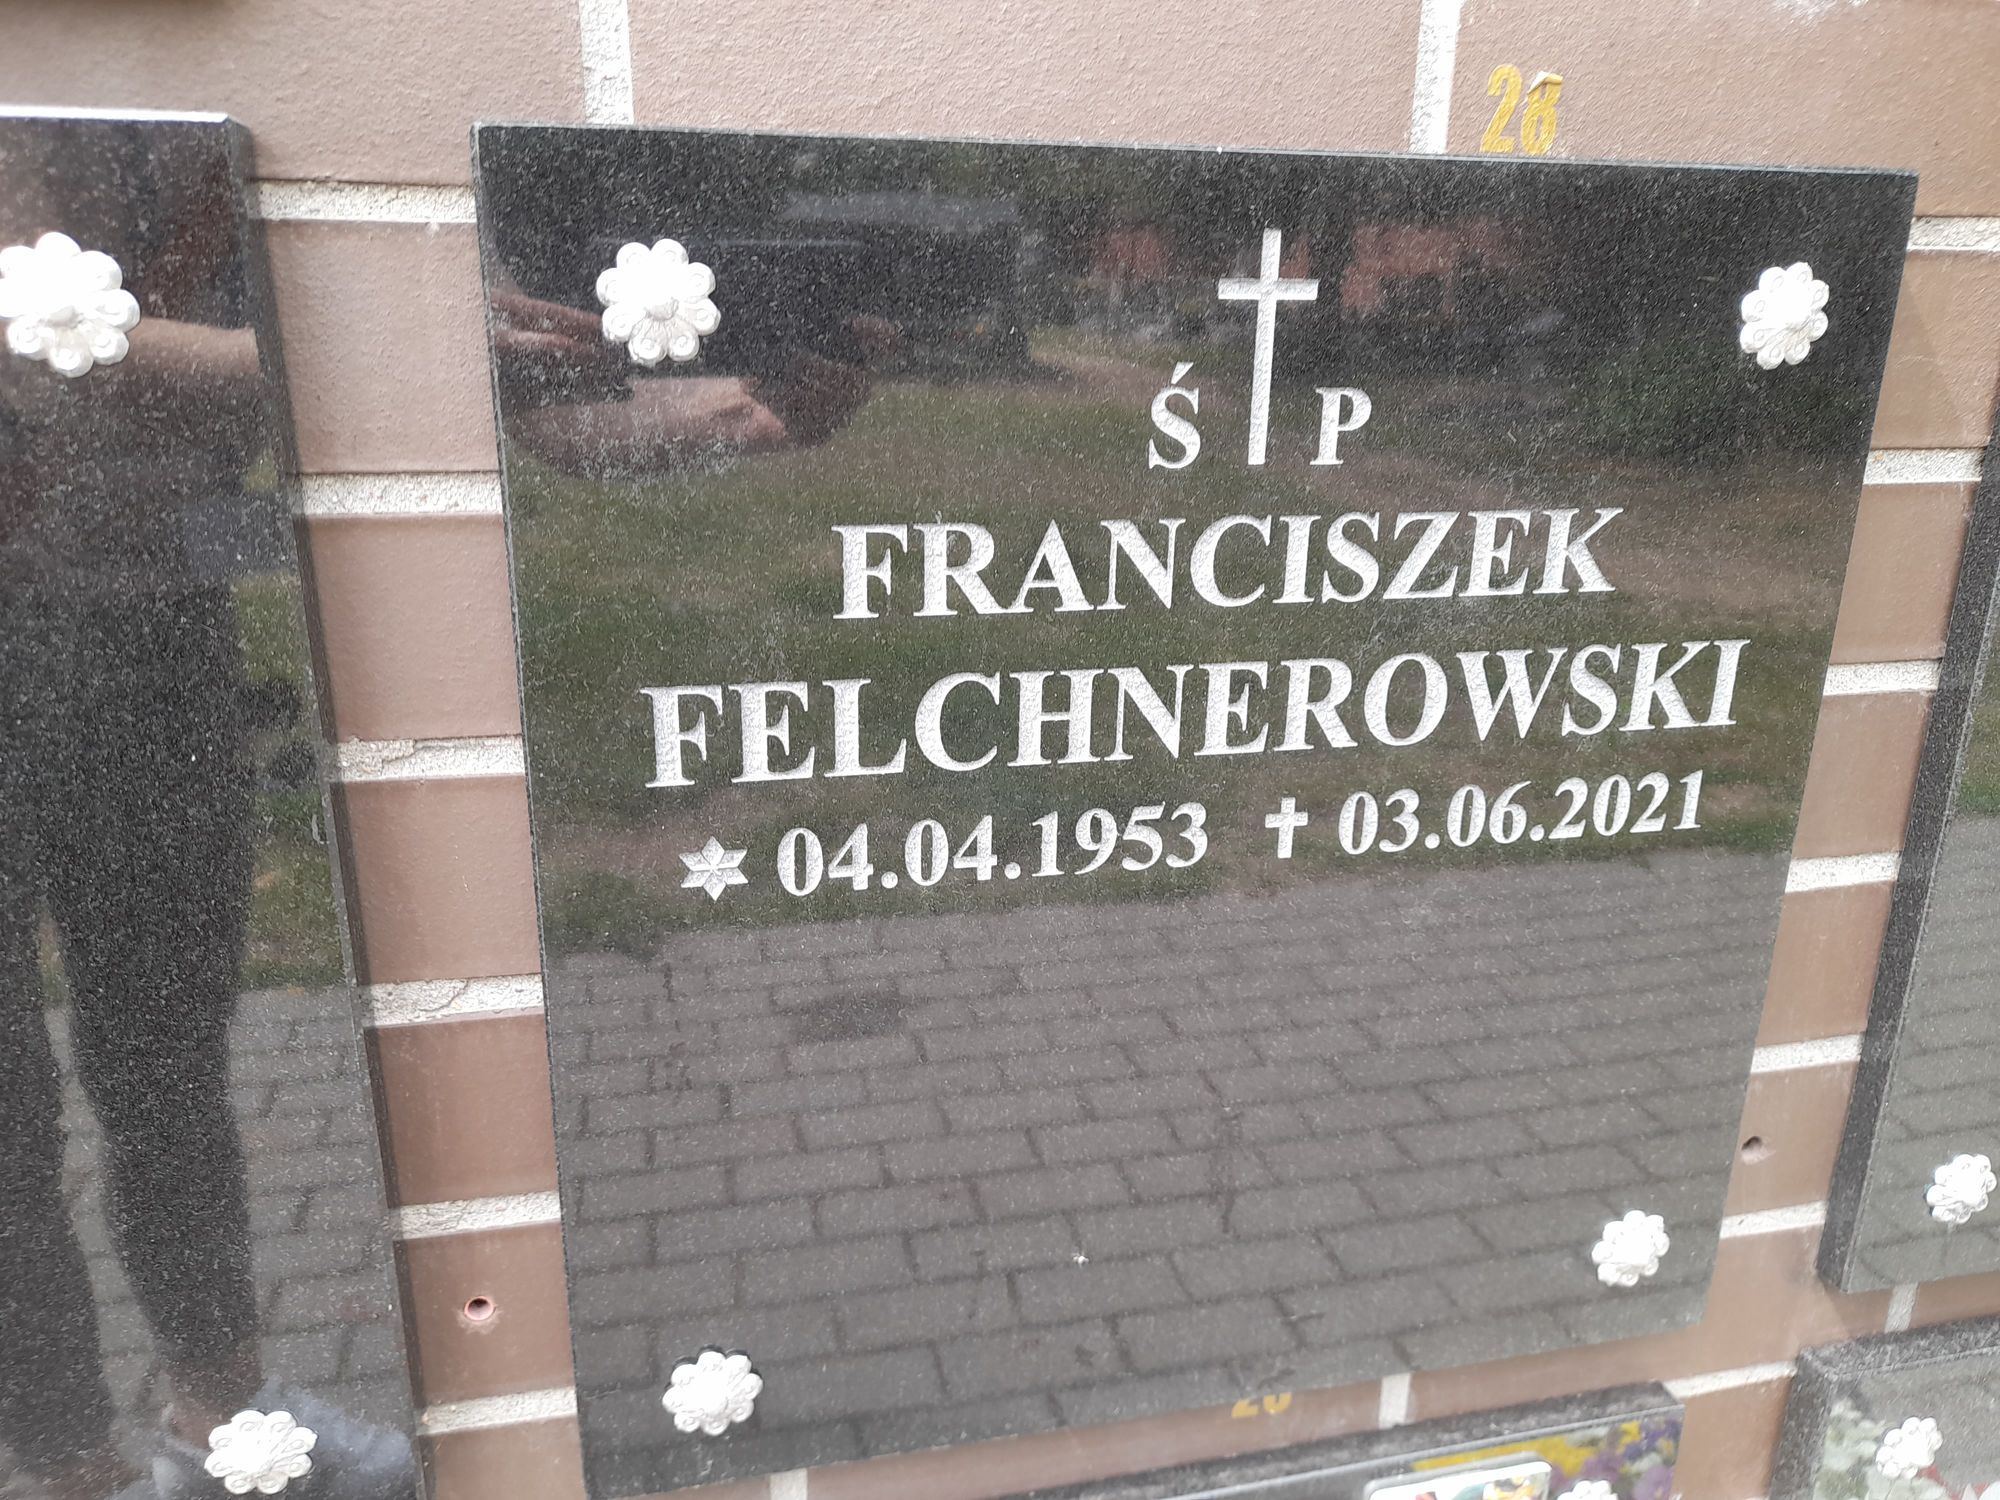 28
Ś P
FRANCISZEK
FELCHNEROWSKI
04.04.1953 03.06.2021